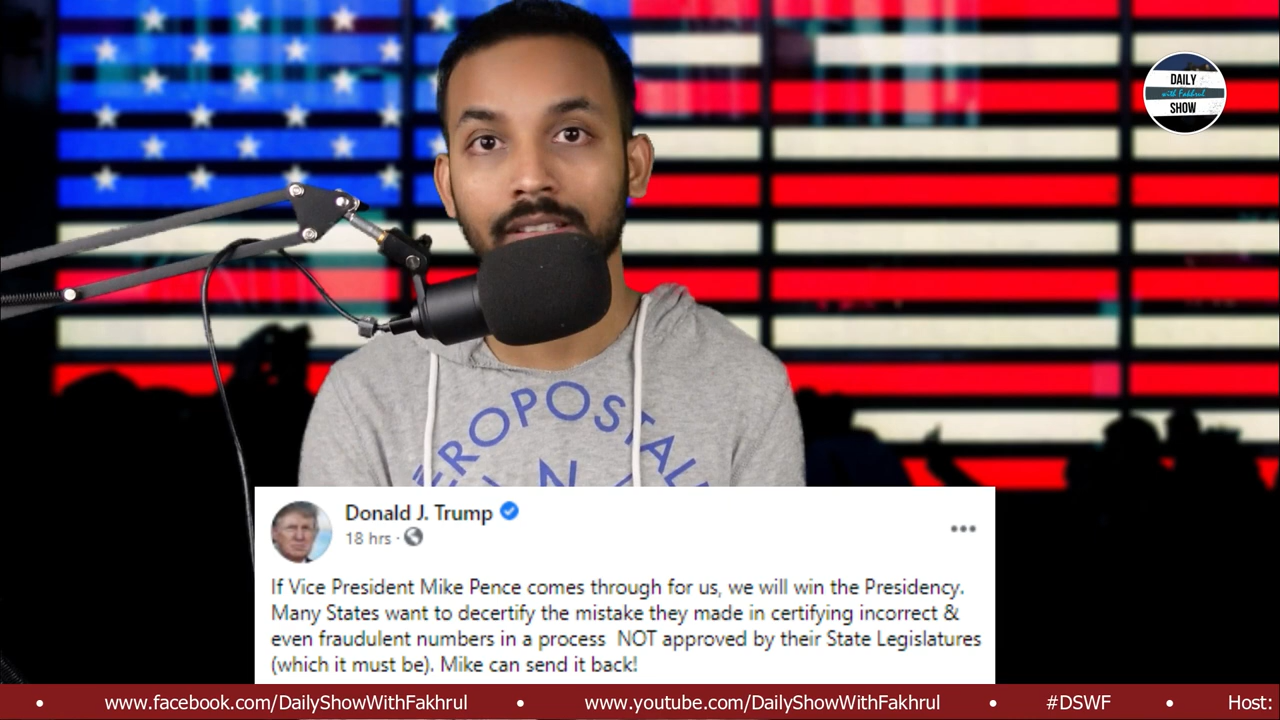 DAILY
with Fakhrul
SHOW
EROPOSTAL
N
Donald J. Trump
18 hrs ·
If Vice President Mike Pence comes through for us, we will win the Presidency.
Many States want to decertify the mistake they made in certifying incorrect &
even fraudulent numbers in a process NOT approved by their State Legislatures
(which it must be). Mike can send it back!
• www.facebook.com/DailyShowWithFakhrul • www.youtube.com/DailyShowWithFakhrul • #DSWF • Host: